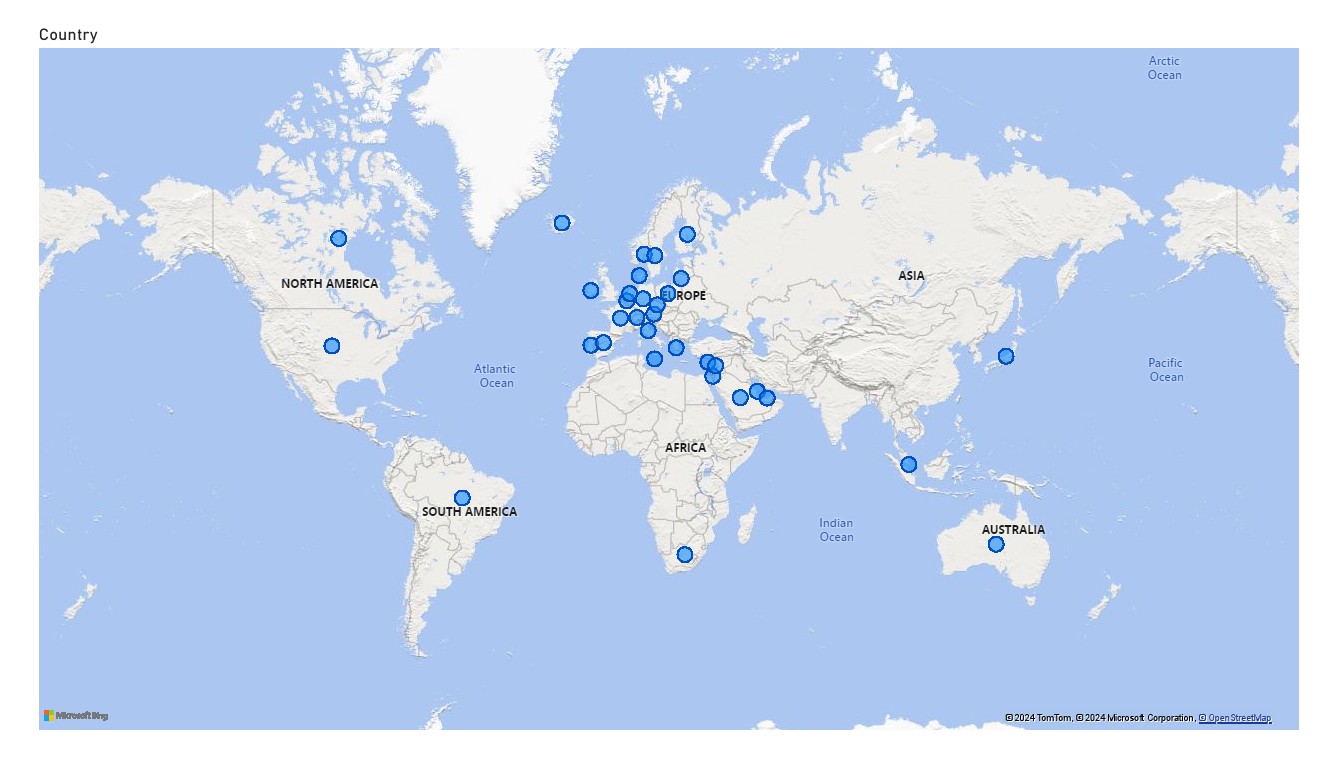 Country
Arctic
Ocean
ASIA
NORTH AMERICA
EUROPE
Atlantic
Ocean
Pacific
Ocean
AFRICA
SOUTH AMERICA
Indian
Ocean
AUSTRALIA
Microsoft Bing
© 2024 TomTom, © 2024 Microsoft Corporation, © OpenStreetMap